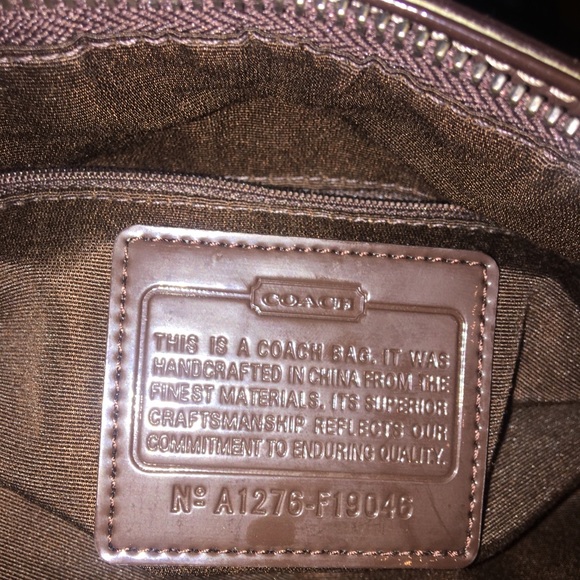 COACH
THIS IS A COACH BAG. IT WAS
HANDCRAFTED IN CHINA FROM THE
FINEST MATERIALS. ITS SUPERIOR
CRAFTSMANSHIP REFLECTS OUR
COMMITMENT TO ENDURING QUALITY.
Nº A1276-F19046